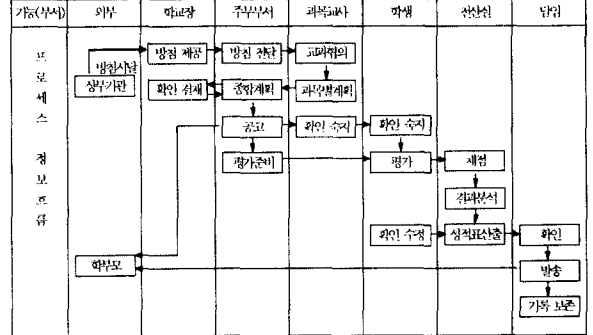 기능(부서) 외부 학교장 주무부서 과목교사 학생 전산실 담임
프로세스 정보흐름
방침시달
상부기관
방침 제공
방침 전달
교과협의
확인 결재
종합계획
과목별계획
공고
확인 숙지
확인 숙지
평가준비
평가
채점
결과분석
확인 수정
성적표산출
확인
학부모
발송
기록 보존